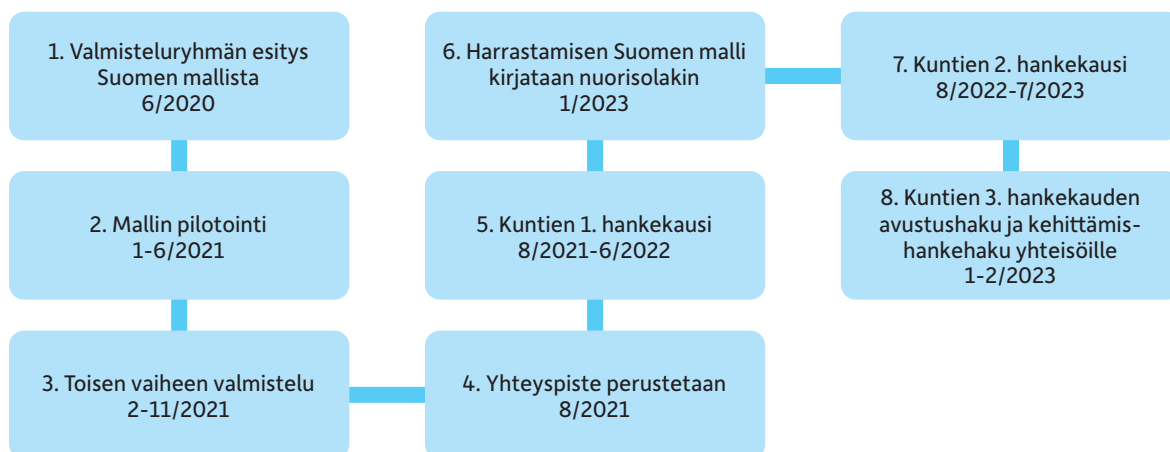 1. Valmisteluryhmän esitys
Suomen mallista
6/2020
2. Mallin pilotointi
1-6/2021
3. Toisen vaiheen valmistelu
2-11/2021
4. Yhteyspiste perustetaan
8/2021
5. Kuntien 1. hankekausi
8/2021-6/2022
6. Harrastamisen Suomen malli
kirjataan nuorisolakin
1/2023
7. Kuntien 2. hankekausi
8/2022-7/2023
8. Kuntien 3. hankekauden
avustushaku ja kehittämis-
hankehaku yhteisöille
1-2/2023